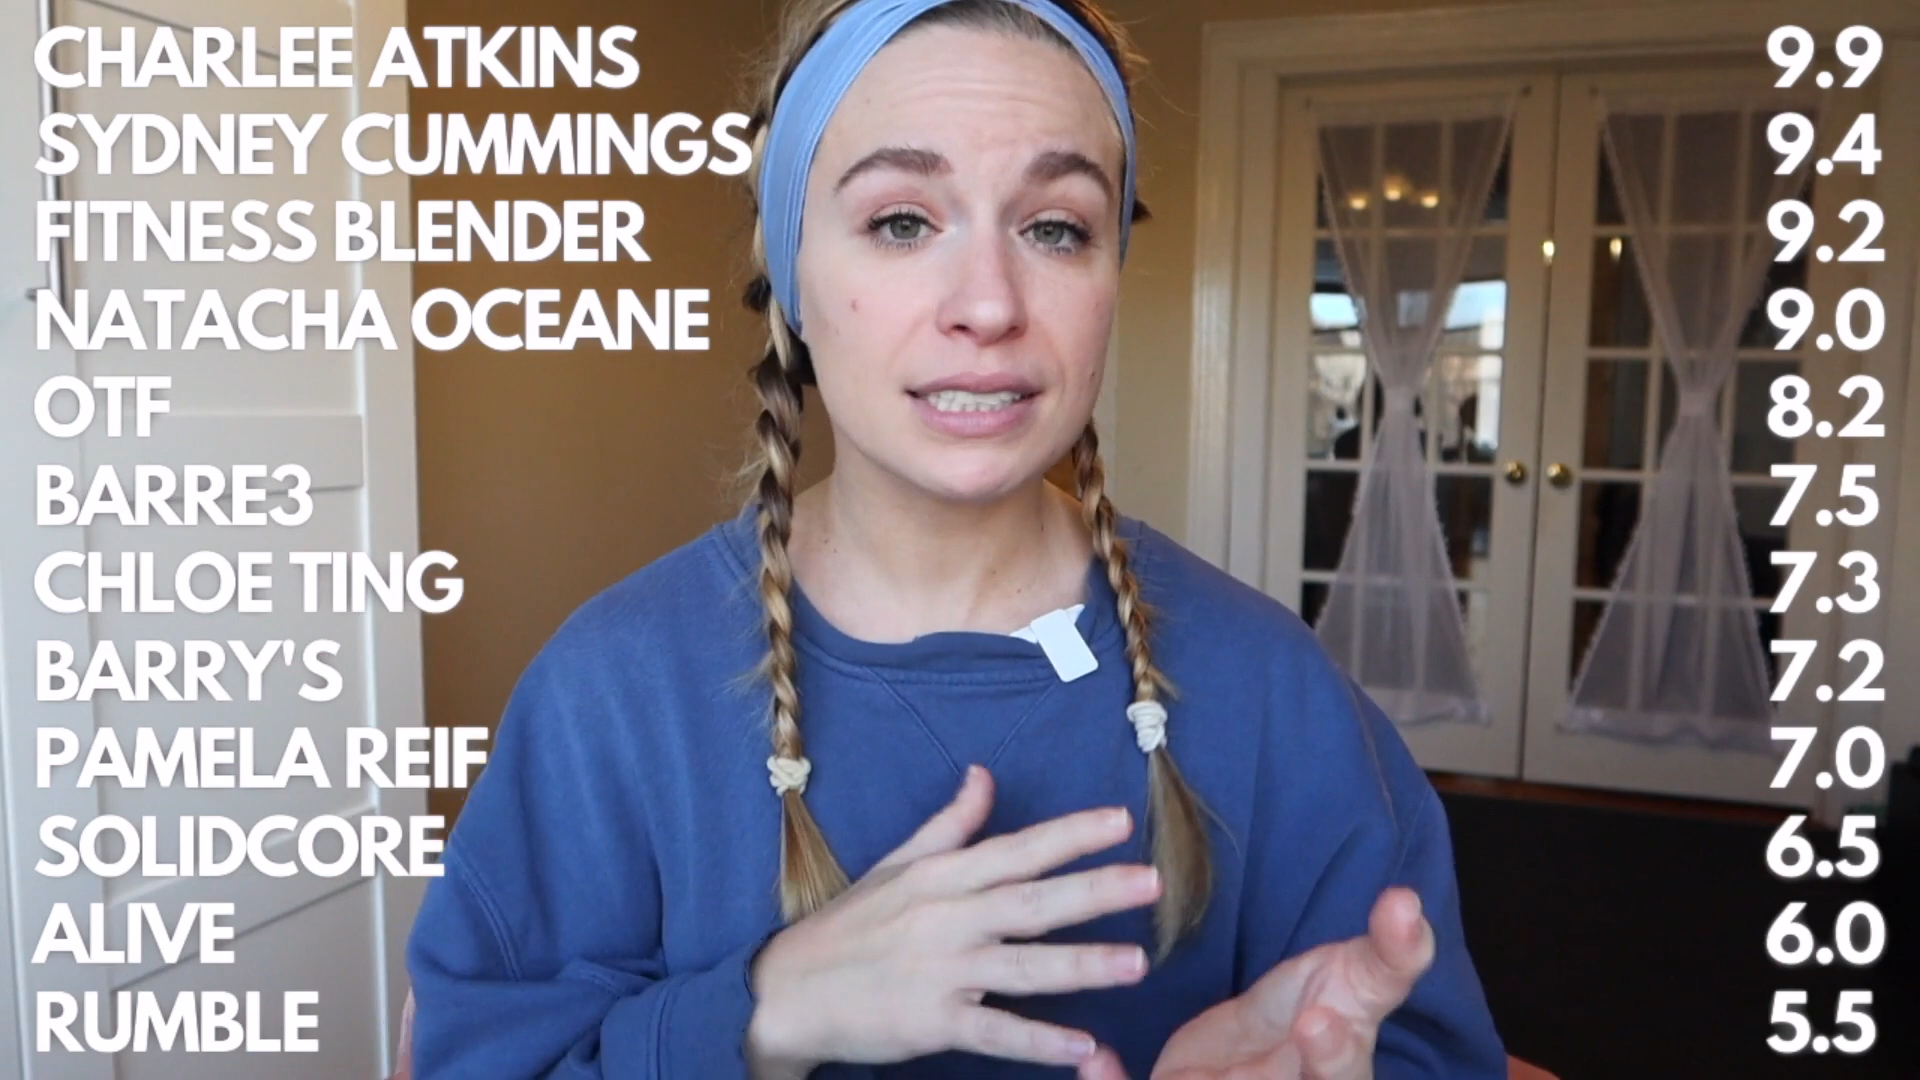 CHARLEE ATKINS 9.9
SYDNEY CUMMINGS 9.4
FITNESS BLENDER 9.2
NATACHA OCEANE 9.0
OTF 8.2
BARRE3 7.5
CHLOE TING 7.3
BARRY'S 7.2
PAMELA REIF 7.0
SOLIDCORE 6.5
ALIVE 6.0
RUMBLE 5.5